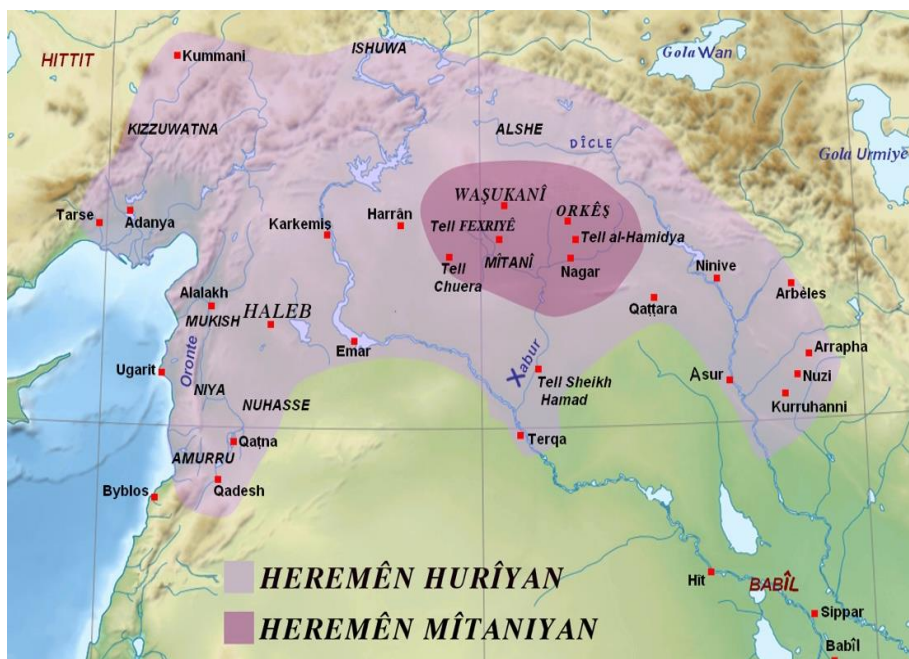 ISHUWA
Gola Wan
HITTIT
Kummani
KIZZUWATNA
ALSHE
DÎCLE
Gola Urmiyê
WAŞUKANÎ
ORKÊŞ
Tarse
Adanya
Karkemiş
Harrân
Tell FEXRIYÊ
Tell al-Hamidya
MÎTANÎ
Nagar
Tell
Chuera
Ninive
Arbèles
Qaṭṭara
Alalakh
MUKISH
HALEB
Emar
Arrapha
Nuzi
Kurruhanni
Ugarit
Oronte
NIYA
NUHASSE
Xabur
Tell Sheikh
Hamad
Asur
Qaṭna
Terqa
AMURRU
Qadesh
Byblos
HEREMÊN HURÎYAN
HEREMÊN MÎTANIYAN
Hît
BABÎL
Sippar
Babîl